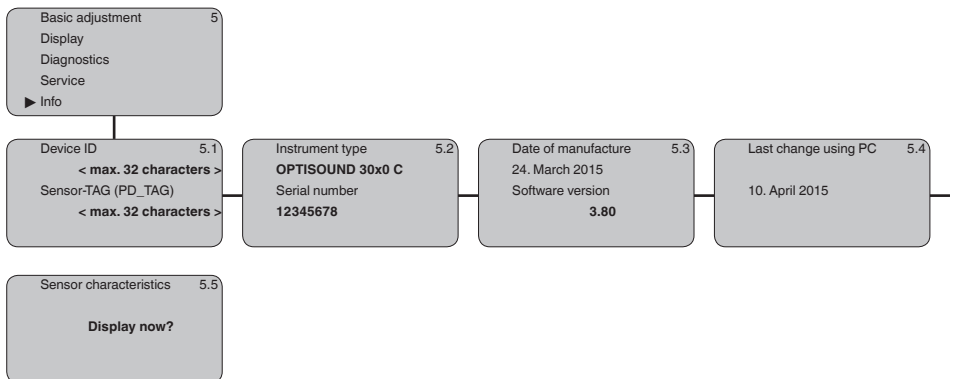 Basic adjustment 5
Display
Diagnostics
Service
▶ Info
Device ID 5.1
< max. 32 characters >
Sensor-TAG (PD_TAG)
< max. 32 characters >
Instrument type 5.2
OPTISOUND 30x0 C
Serial number
12345678
Date of manufacture 5.3
24. March 2015
Software version
3.80
Last change using PC 5.4
10. April 2015
Sensor characteristics 5.5
Display now?